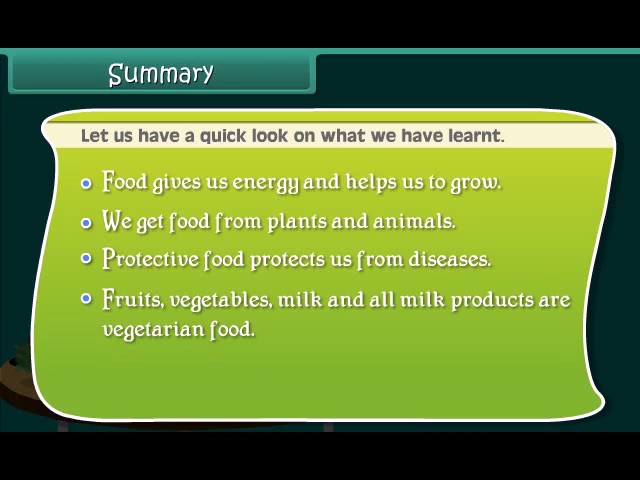 Summary
Let us have a quick look on what we have learnt.
Food gives us energy and helps us to grow.
We get food from plants and animals.
Protective food protects us from diseases.
Fruits, vegetables, milk and all milk products are
vegetarian food.